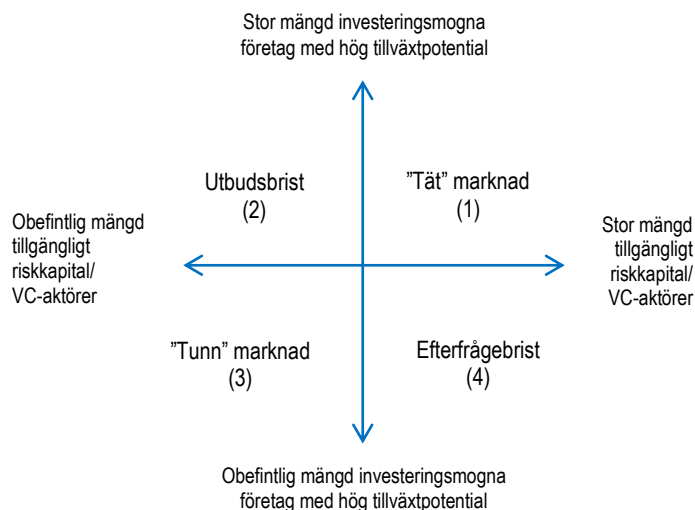 Stor mängd investeringsmogna
företag med hög tillväxtpotential
Utbudsbrist
(2)
”Tät” marknad
(1)
Obefintlig mängd
tillgängligt
riskkapital/
VC-aktörer
Stor mängd
tillgängligt
riskkapital/
VC-aktörer
”Tunn” marknad
(3)
Efterfrågebrist
(4)
Obefintlig mängd investeringsmogna
företag med hög tillväxtpotential